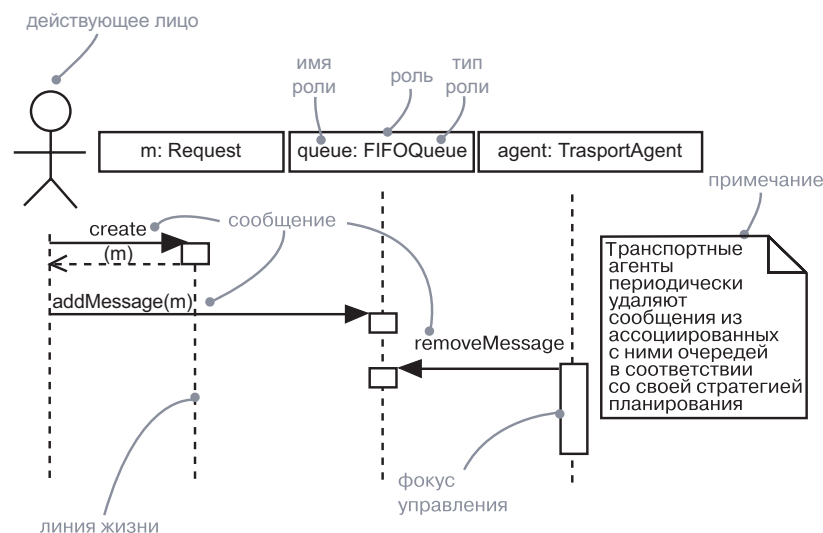 действующее лицо
имя
роли
роль
тип
роли
m: Request
queue: FIFOQueue
agent: TrasportAgent
примечание
create
сообщение
(m)
addMessage(m)
removeMessage
Транспортные
агенты
периодически
удаляют
сообщения из
ассоциированных
с ними очередей
в соответствии
со своей стратегией
планирования
фокус
управления
линия жизни